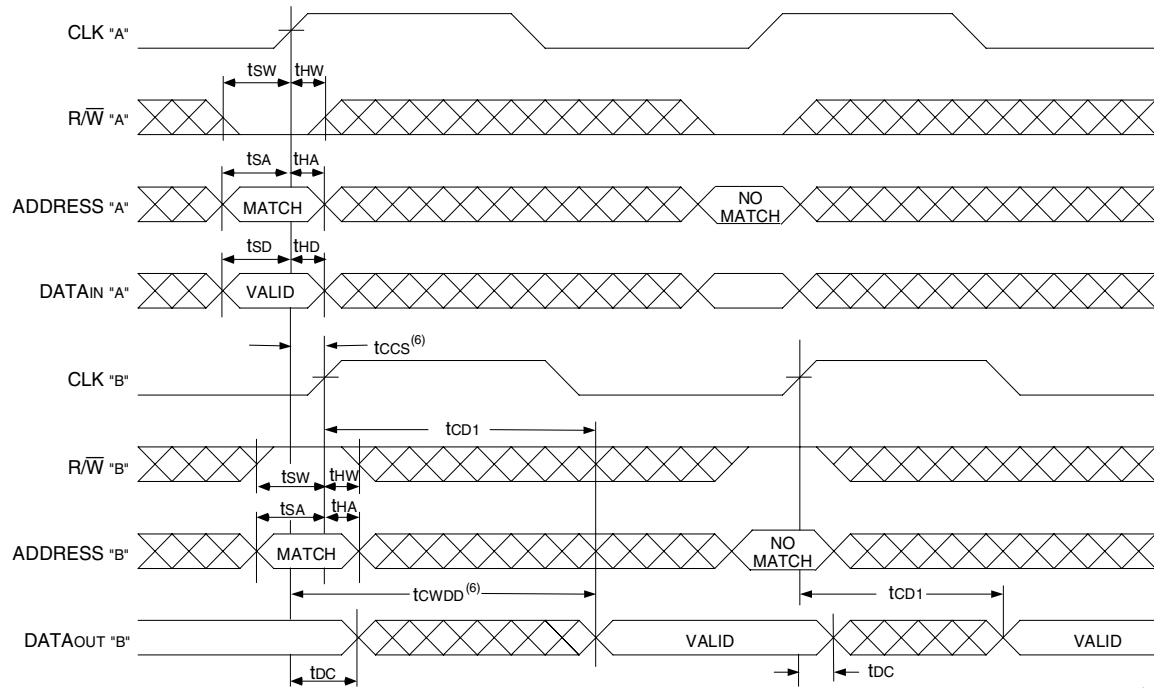 CLK "A"
tSW tHW
R/W̅ "A"
tSA tHA
ADDRESS "A" MATCH NO MATCH
tSD tHD
DATAIN "A" VALID
tCCS(6)
CLK "B"
tCD1
R/W̅ "B"
tSW tHW
tSA tHA
ADDRESS "B" MATCH NO MATCH
tCWDD(6) tCD1
DATAOUT "B" VALID VALID
tDC tDC